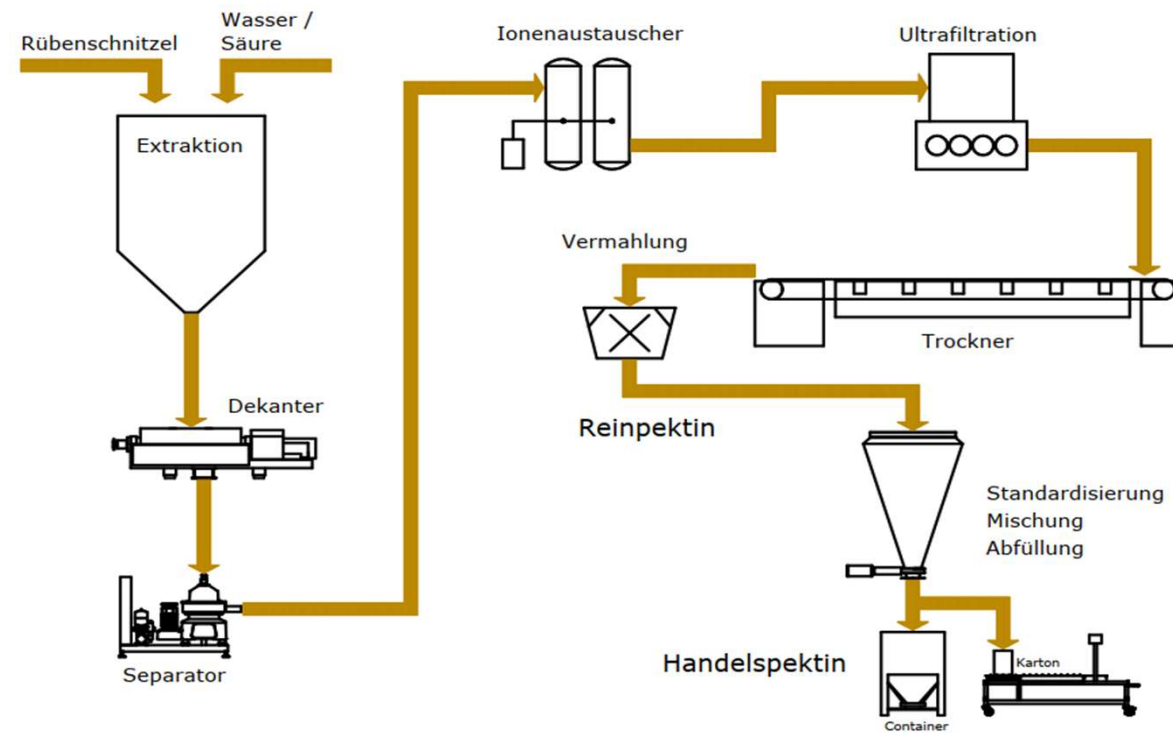 Rübenschnitzel
Wasser /
Säure
Extraktion
Dekanter
Separator
Ionenaustauscher
Ultrafiltration
Trockner
Vermahlung
Reinpektin
Standardisierung
Mischung
Abfüllung
Handelspektin
Container
Karton